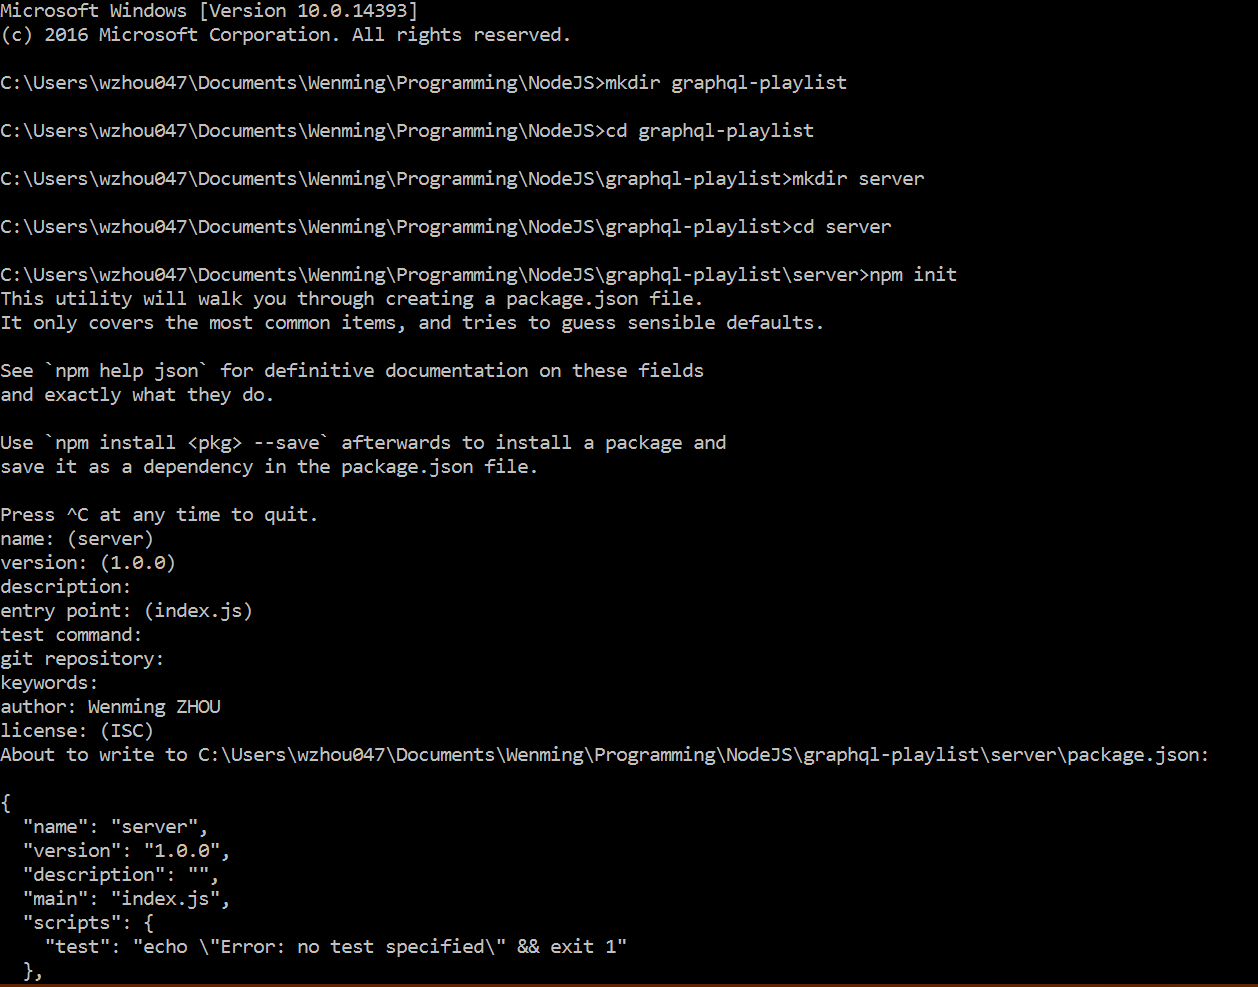 Microsoft Windows [Version 10.0.14393]
(c) 2016 Microsoft Corporation. All rights reserved.
C:\Users\wzhou047\Documents\Wenming\Programming\NodeJS>mkdir graphql-playlist
C:\Users\wzhou047\Documents\Wenming\Programming\NodeJS>cd graphql-playlist
C:\Users\wzhou047\Documents\Wenming\Programming\NodeJS\graphql-playlist>mkdir server
C:\Users\wzhou047\Documents\Wenming\Programming\NodeJS\graphql-playlist>cd server
C:\Users\wzhou047\Documents\Wenming\Programming\NodeJS\graphql-playlist\server>npm init
This utility will walk you through creating a package.json file.
It only covers the most common items, and tries to guess sensible defaults.
See `npm help json` for definitive documentation on these fields
and exactly what they do.
Use `npm install <pkg> --save` afterwards to install a package and
save it as a dependency in the package.json file.
Press ^C at any time to quit.
name: (server)
version: (1.0.0)
description:
entry point: (index.js)
test command:
git repository:
keywords:
author: Wenming ZHOU
license: (ISC)
About to write to C:\Users\wzhou047\Documents\Wenming\Programming\NodeJS\graphql-playlist\server\package.json:
{
  "name": "server",
  "version": "1.0.0",
  "description": "",
  "main": "index.js",
  "scripts": {
    "test": "echo \"Error: no test specified\" && exit 1"
  },